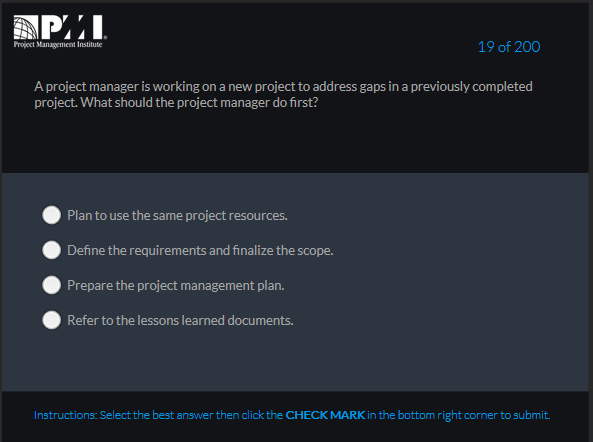 PMI
Project Management Institute
19 of 200
A project manager is working on a new project to address gaps in a previously completed
project. What should the project manager do first?
Plan to use the same project resources.
Define the requirements and finalize the scope.
Prepare the project management plan.
Refer to the lessons learned documents.
Instructions: Select the best answer then click the CHECK MARK in the bottom right corner to submit.